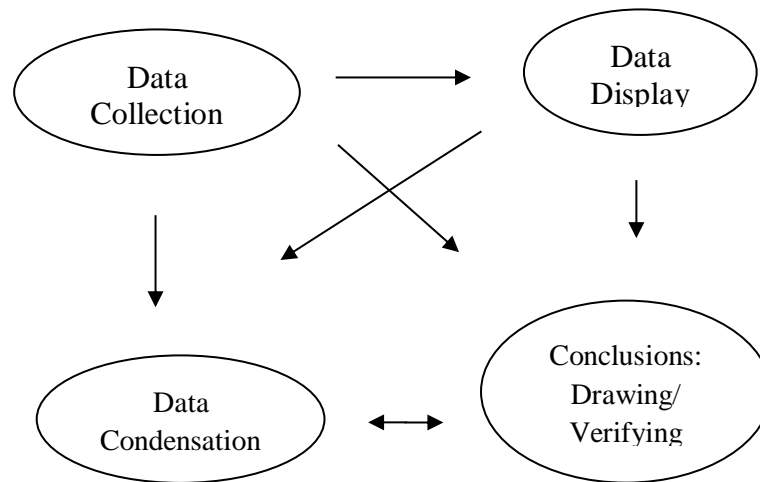 Data
Collection
Data
Display
Data
Condensation
Conclusions:
Drawing/
Verifying